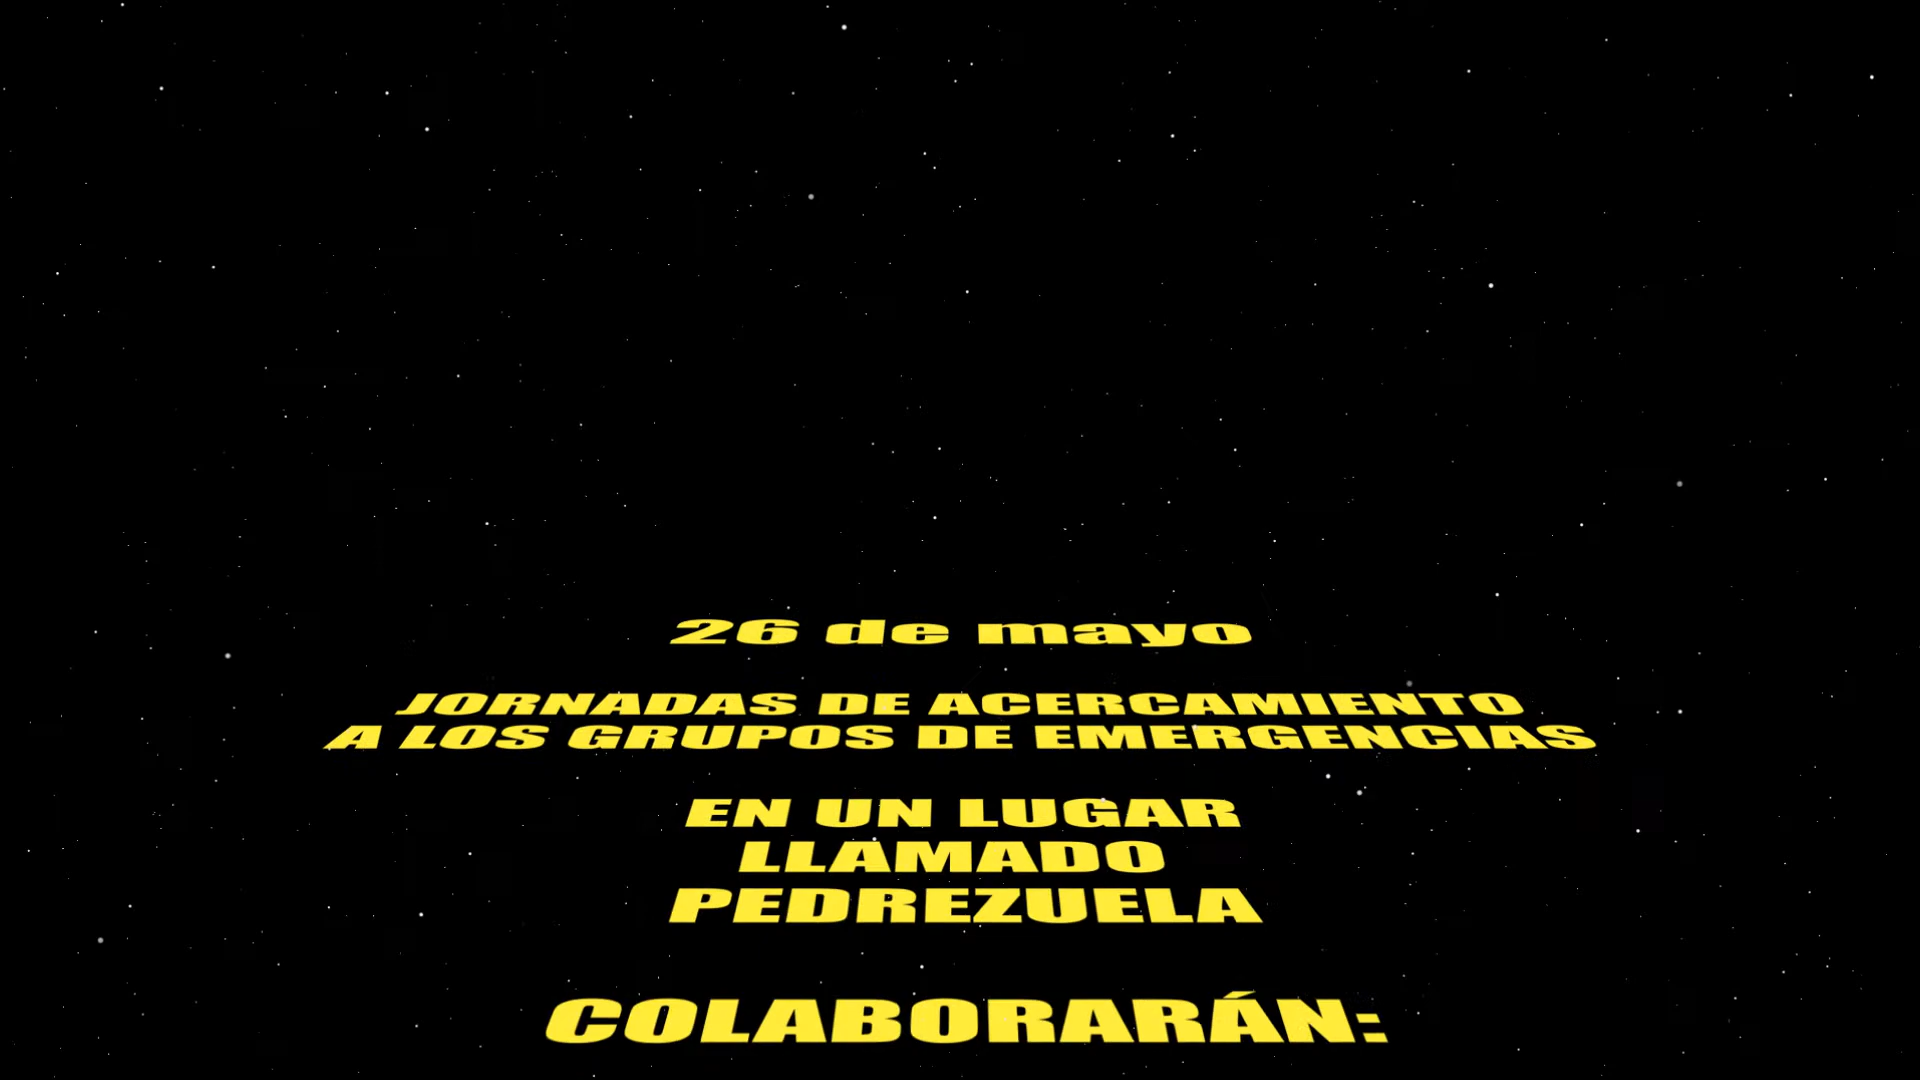 26 de mayo
JORNADAS DE ACERCAMIENTO
A LOS GRUPOS DE EMERGENCIAS
EN UN LUGAR
LLAMADO
PEDREZUELA
COLABORARÁN: